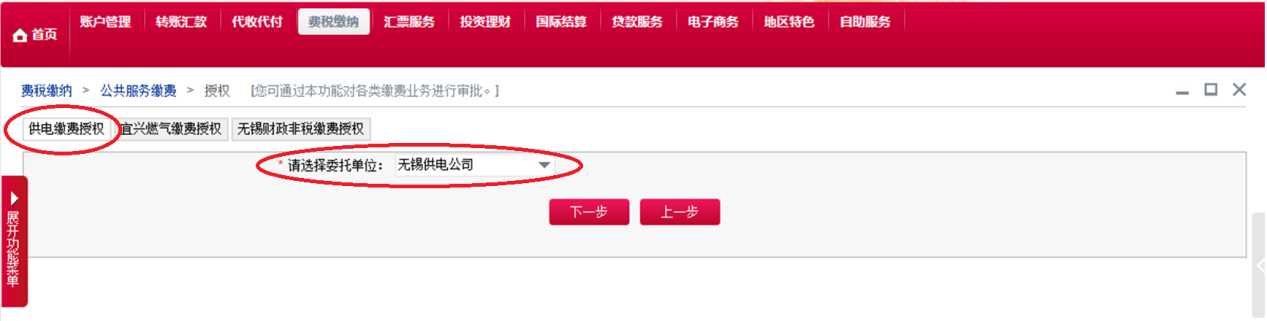 首页 账户管理 转账汇款 代收代付 费税缴纳 汇票服务 投资理财 国际结算 贷款服务 电子商务 地区特色 自助服务
费税缴纳 > 公共服务缴费 > 授权 [您可通过本功能对各类缴费业务进行审批。]
供电缴费授权 宜兴燃气缴费授权 无锡财政非税缴费授权
* 请选择委托单位： 无锡供电公司
下一步 上一步
展开功能菜单